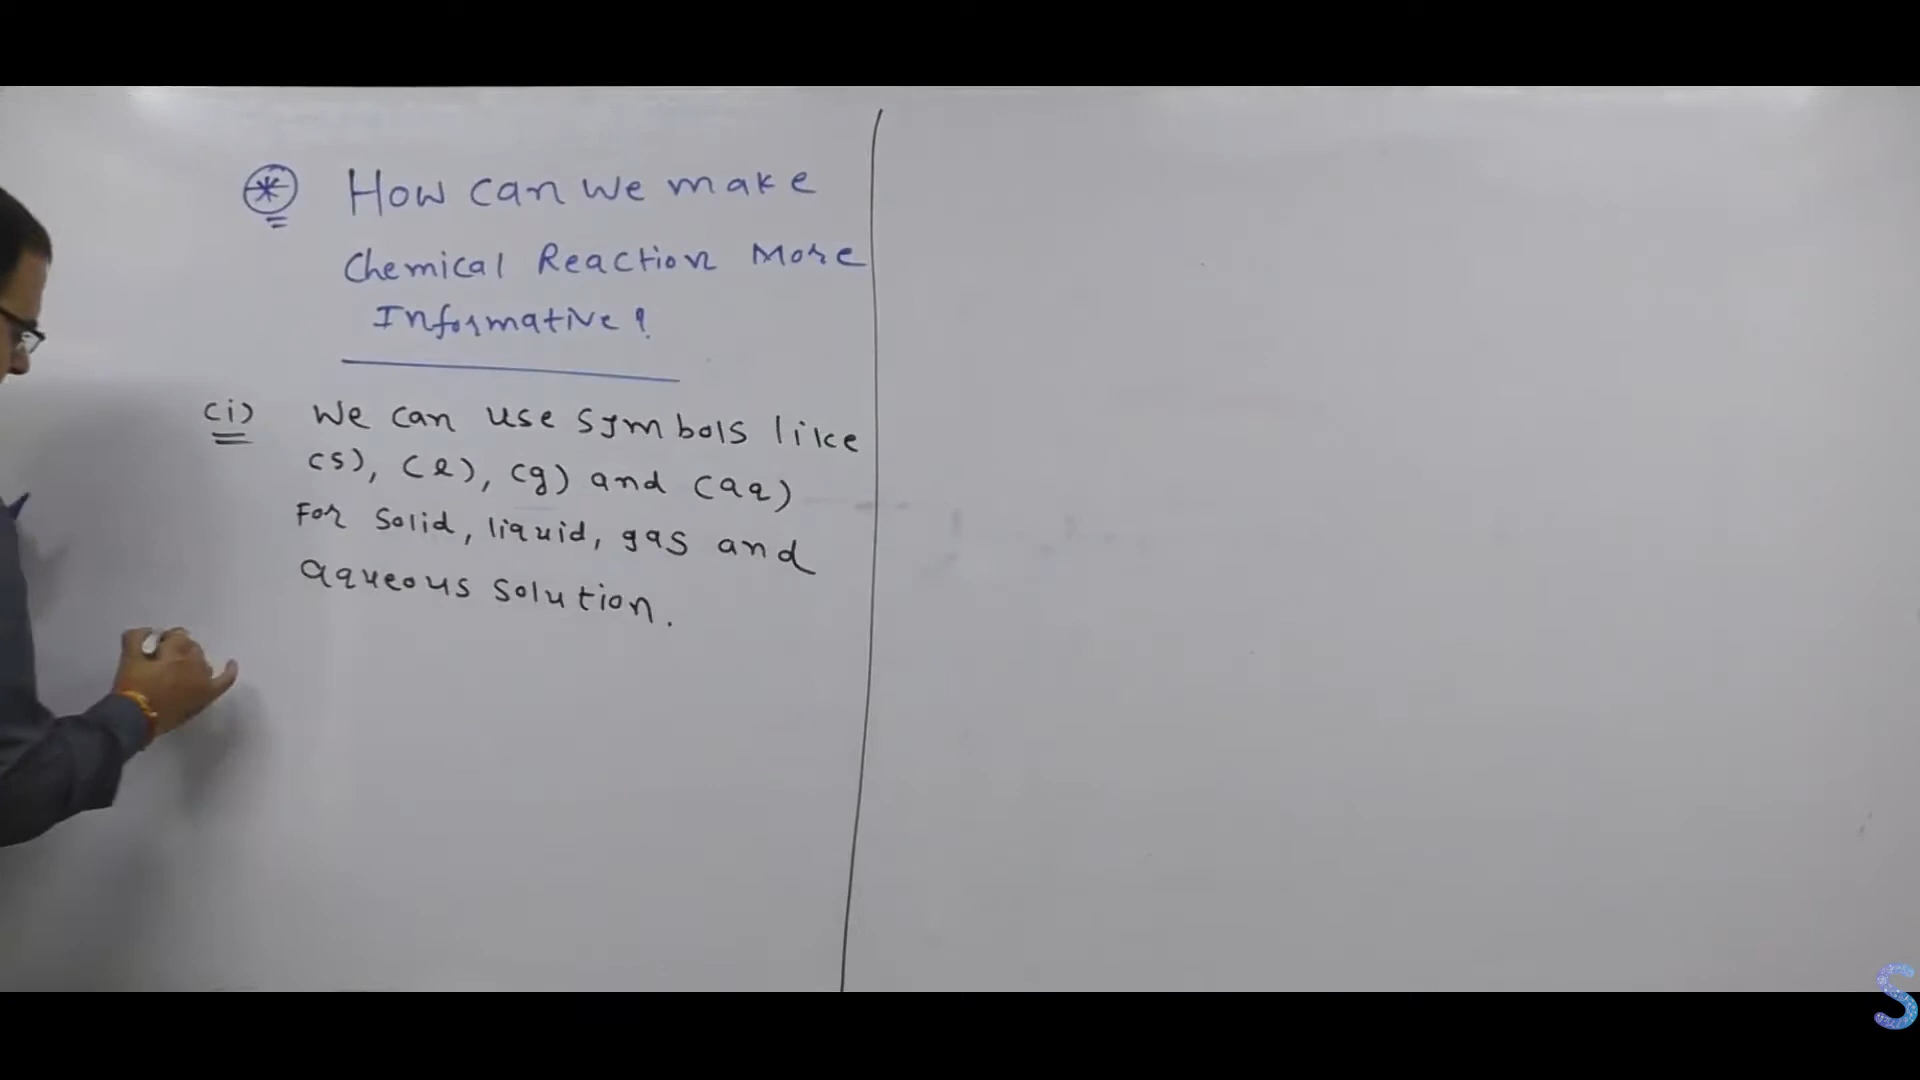 How can we make
Chemical Reaction More
Informative?
(i) We can use symbols like
(s), (l), (g) and (aq)
For Solid, liquid, gas and
aqueous solution.
S